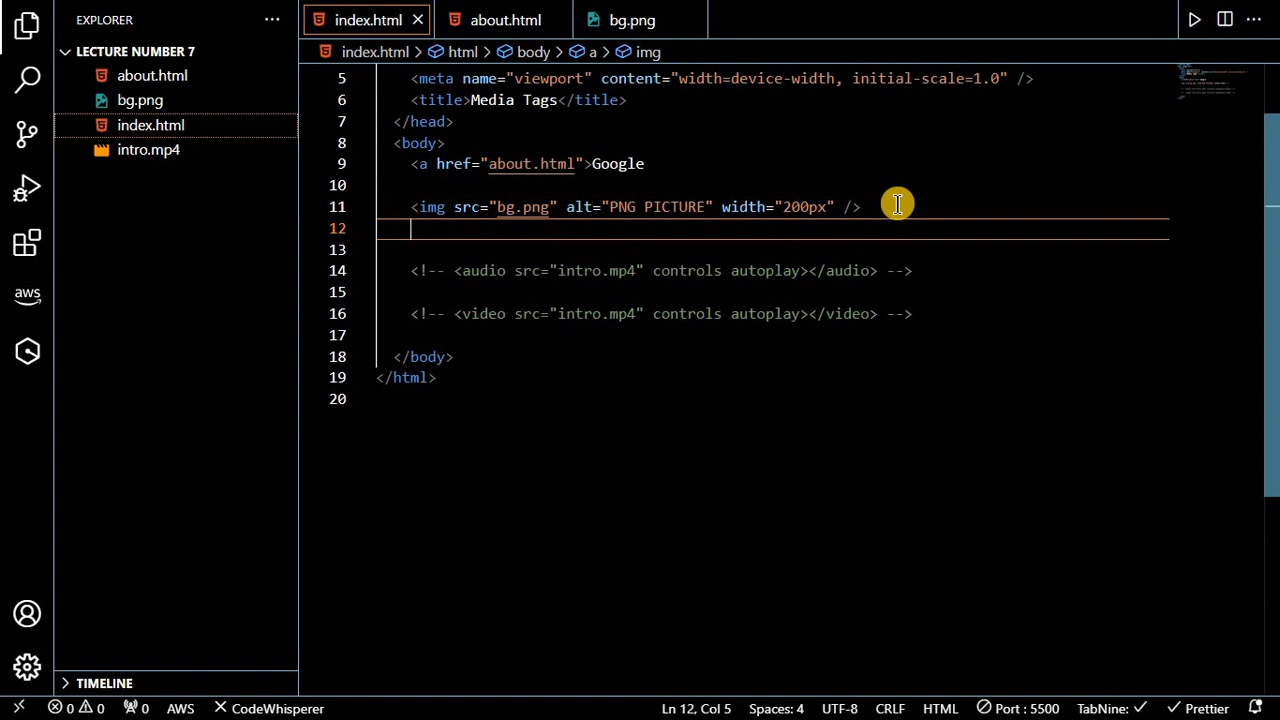 EXPLORER
LECTURE NUMBER 7
about.html
bg.png
index.html
intro.mp4
TIMELINE
aws
index.html
about.html
bg.png
index.html > html > body > a > img
5 <meta name="viewport" content="width=device-width, initial-scale=1.0" />
6 <title>Media Tags</title>
7 </head>
8 <body>
9 <a href="about.html">Google
10
11 <img src="bg.png" alt="PNG PICTURE" width="200px" />
12
13
14 <!-- <audio src="intro.mp4" controls autoplay></audio> -->
15
16 <!-- <video src="intro.mp4" controls autoplay></video> -->
17
18 </body>
19 </html>
20
0 0 0 AWS CodeWhisperer Ln 12, Col 5 Spaces: 4 UTF-8 CRLF HTML Port : 5500 TabNine: Prettier